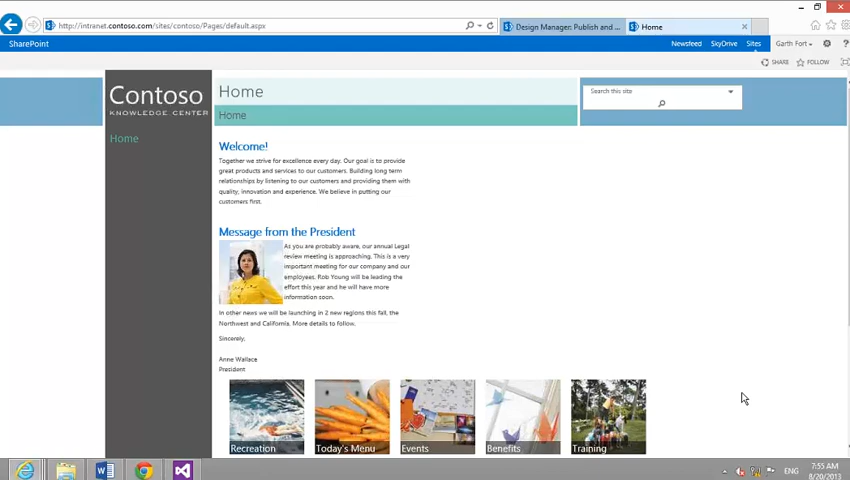 http://intranet.contoso.com/sites/contoso/Pages/default.aspx
Design Manager: Publish and ...
Home
SharePoint
Newsfeed SkyDrive Sites Garth Fort
SHARE FOLLOW
Contoso
KNOWLEDGE CENTER
Home
Home
Home
Search this site
Welcome!
Together we strive for excellence every day. Our goal is to provide
great products and services to our customers. Building long term
relationships by listening to our customers and providing them with
quality, innovation and experience. We believe in putting our
customers first.
Message from the President
As you are probably aware, our annual Legal
review meeting is approaching. This is a very
important meeting for our company and our
employees. Rob Young will be leading the
effort this year and he will have more
information soon.
In other news we will be launching in 2 new regions this fall, the
Northwest and California. More details to follow.
Sincerely,
Anne Wallace
President
Recreation
Today's Menu
Events
Benefits
Training
ENG
7:55 AM
8/20/2013